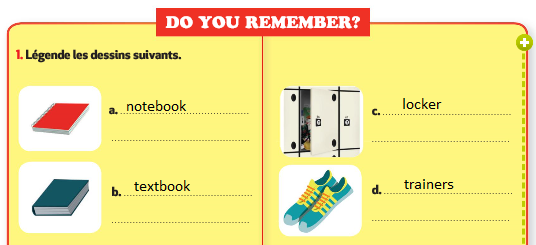 DO YOU REMEMBER?
1. Légende les dessins suivants.
a. notebook
b. textbook
c. locker
d. trainers